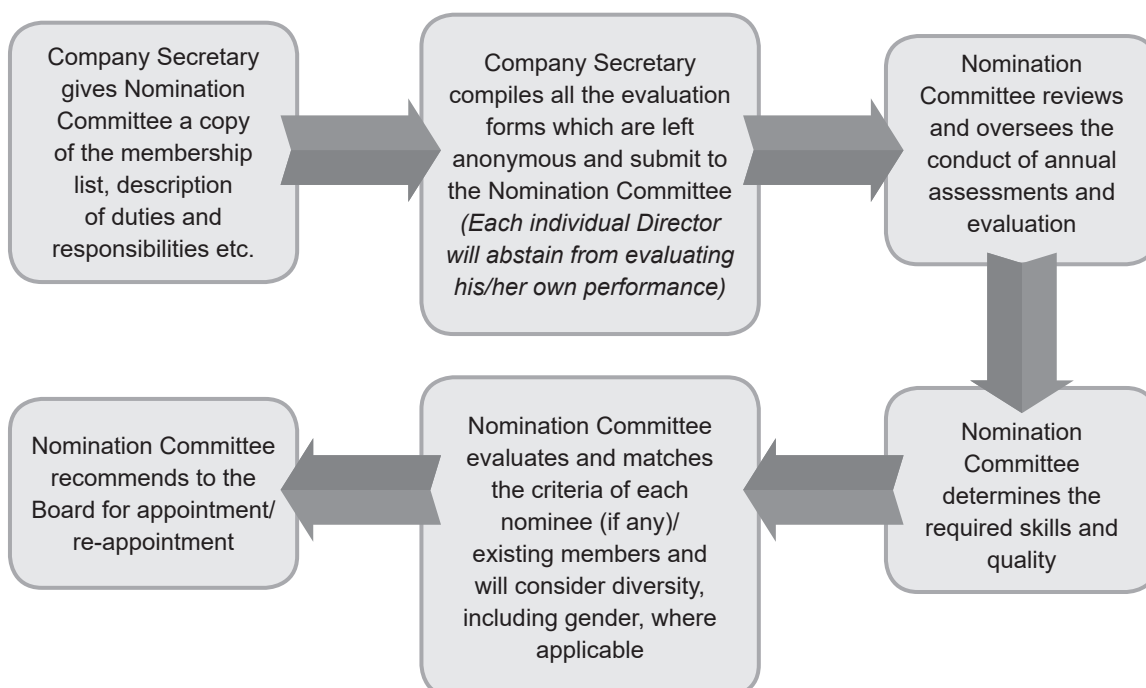 Company Secretary
gives Nomination
Committee a copy
of the membership
list, description
of duties and
responsibilities etc.
Company Secretary
compiles all the evaluation
forms which are left
anonymous and submit to
the Nomination Committee
(Each individual Director
will abstain from evaluating
his/her own performance)
Nomination
Committee reviews
and oversees the
conduct of annual
assessments and
evaluation
Nomination
Committee
determines the
required skills and
quality
Nomination Committee
evaluates and matches
the criteria of each
nominee (if any)/
existing members and
will consider diversity,
including gender, where
applicable
Nomination Committee
recommends to the
Board for appointment/
re-appointment